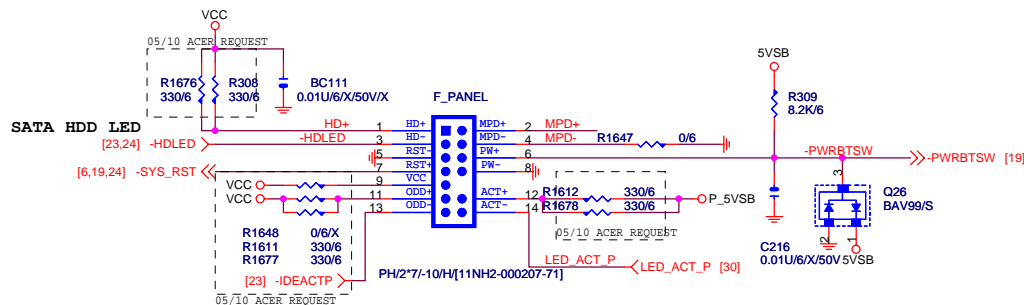 VCC
05/10 ACER REQUEST
R1676
330/6
R308
330/6
BC111
0.01U/6/X/50V/X
F_PANEL
5VSB
R309
8.2K/6
SATA HDD LED
[23,24] -HDLED
[6,19,24] -SYS_RST
HD+ 1 HD+ MPD+ 2 MPD+
-HDLED 3 HD- MPD- 4 MPD- R1647 0/6
5 RST- PW+ 6 -PWRBTSW -PWRBTSW [19]
7 RST+ PW- 8
VCC 9 VCC
VCC 11 ODD+ ACT+ 12 R1612 330/6 P_5VSB
13 ODD- ACT- 14 R1678 330/6
05/10 ACER REQUEST
R1648 0/6/X
R1611 330/6
R1677 330/6
[23] -IDEACTP
PH/2*7/-10/H/[11NH2-000207-71]
LED_ACT_P
LED_ACT_P [30]
05/10 ACER REQUEST
3
Q26
BAV99/S
2
1
5VSB
C216
0.01U/6/X/50V